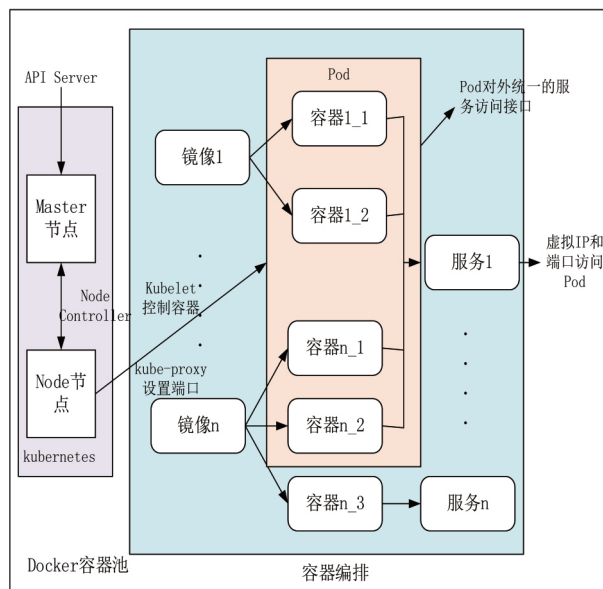 API Server
Master
节点
Node
Controller
Node节
点
kubernetes
Docker容器池
Pod
镜像1
容器1_1
容器1_2
Kubelet
控制容器
kube-proxy
设置端口
镜像n
容器n_1
容器n_2
容器n_3
服务1
服务n
Pod对外统一的服
务访问接口
虚拟IP和
端口访问
Pod
容器编排